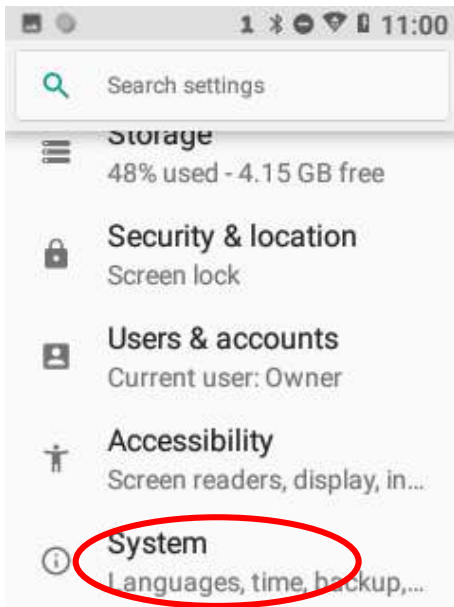 1 11:00
Search settings
Storage
48% used - 4.15 GB free
Security & location
Screen lock
Users & accounts
Current user: Owner
Accessibility
Screen readers, display, in...
System
Languages, time, backup,...